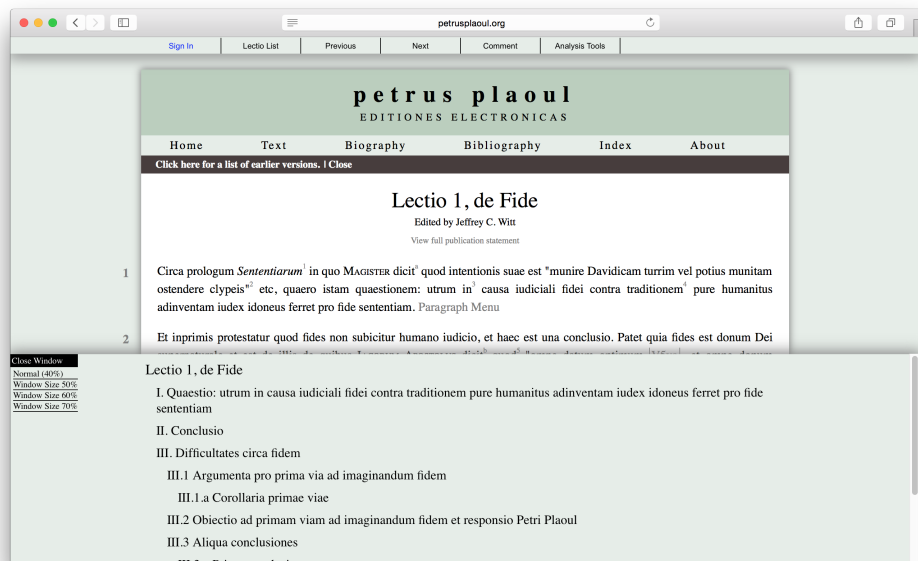 petrusplaoul.org
Sign In Lectio List Previous Next Comment Analysis Tools
petrus plaoul
EDITIONES ELECTRONICAS
Home Text Biography Bibliography Index About
Click here for a list of earlier versions. | Close
Lectio 1, de Fide
Edited by Jeffrey C. Witt
View full publication statement
1 Circa prologum Sententiarum1 in quo MAGISTER dicita quod intentionis suae est "munire Davidicam turrim vel potius munitam
ostendere clypeis"2 etc, quaero istam quaestionem: utrum in3 causa iudiciali fidei contra traditionem4 pure humanitus
adinventam iudex idoneus ferret pro fide sententiam. Paragraph Menu
2 Et inprimis protestatur quod fides non subicitur humano iudicio, et haec est una conclusio. Patet quia fides est donum Dei
Close Window
Normal (40%)
Window Size 50%
Window Size 60%
Window Size 70%
Lectio 1, de Fide
I. Quaestio: utrum in causa iudiciali fidei contra traditionem pure humanitus adinventam iudex idoneus ferret pro fide
sententiam
II. Conclusio
III. Difficultates circa fidem
III.1 Argumenta pro prima via ad imaginandum fidem
III.1.a Corollaria primae viae
III.2 Obiectio ad primam viam ad imaginandum fidem et responsio Petri Plaoul
III.3 Aliqua conclusiones